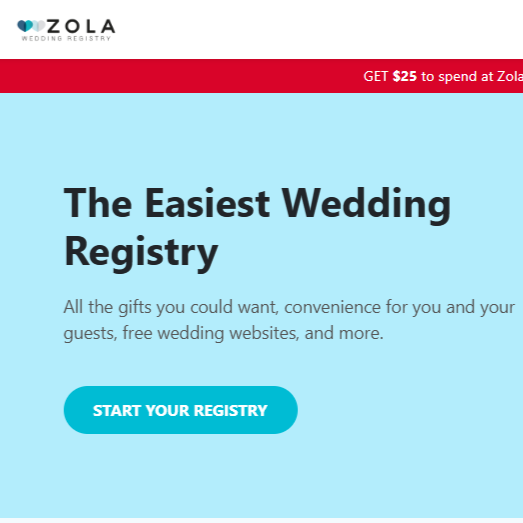 ZOLA
WEDDING REGISTRY
GET $25 to spend at Zola
The Easiest Wedding
Registry
All the gifts you could want, convenience for you and your
guests, free wedding websites, and more.
START YOUR REGISTRY